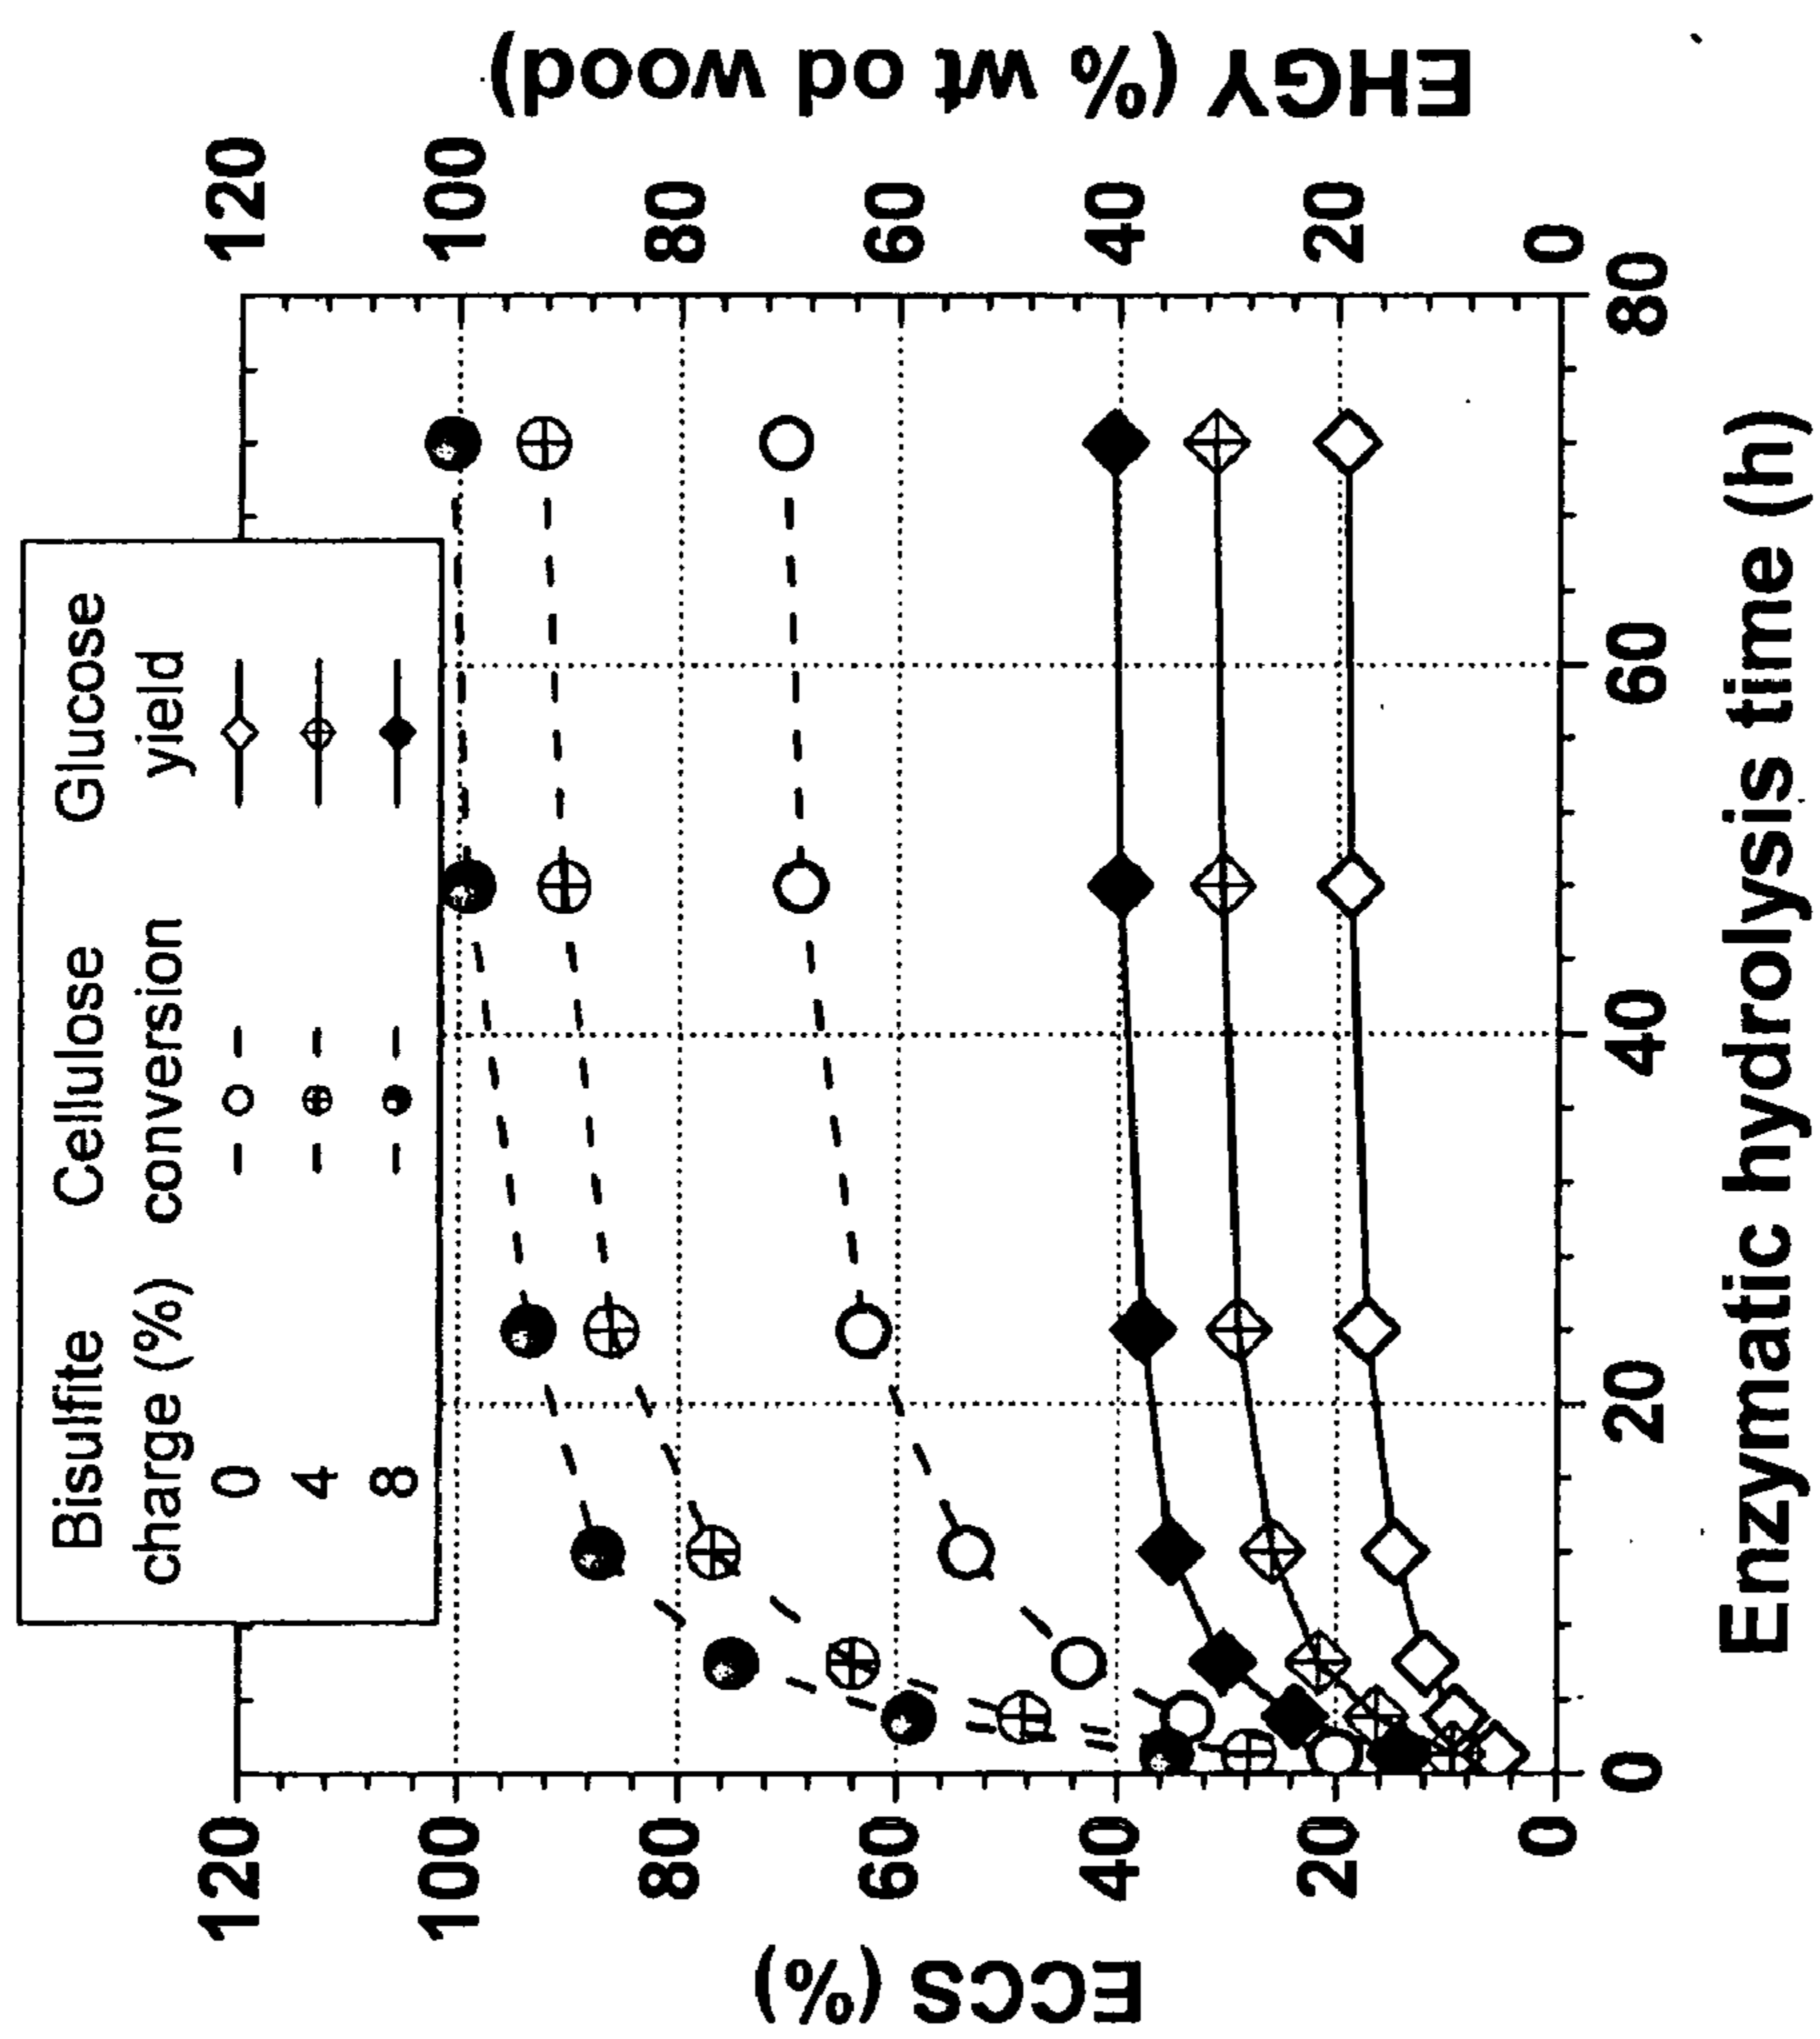 Bisulfite Cellulose Glucose
charge (%) conversion yield
0
4
8
120
100
80
60
40
20
0
ECCS (%)
120
100
80
60
40
20
0
EHGY (% wt od wood)
0 20 40 60 80
Enzymatic hydrolysis time (h)